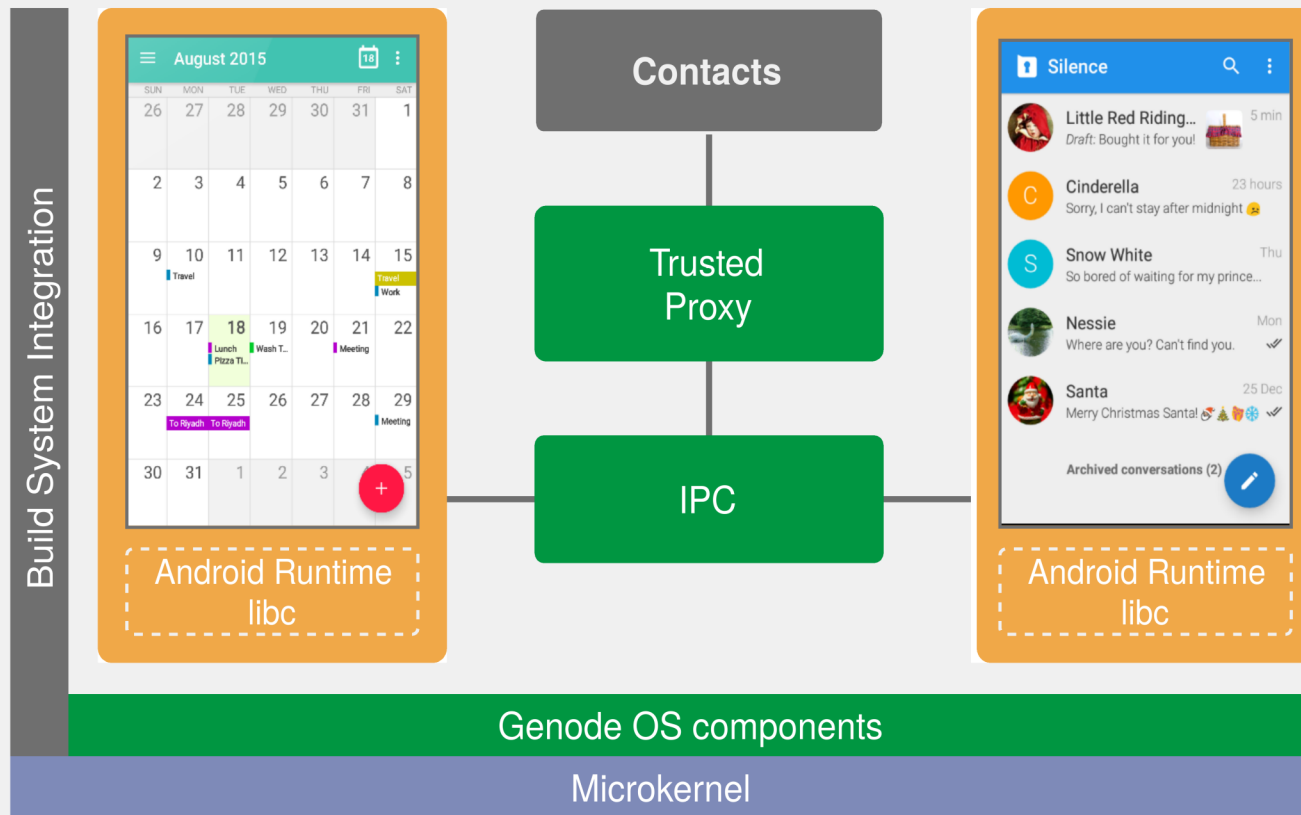 Build System Integration
August 2015
18
SUN MON TUE WED THU FRI SAT
26 27 28 29 30 31 1
2 3 4 5 6 7 8
9 10 11 12 13 14 15
Travel Travel
Work
16 17 18 19 20 21 22
Lunch Wash T... Meeting
Pizza Ti...
23 24 25 26 27 28 29
To Riyadh To Riyadh Meeting
30 31 1 2 3 4 5
+
Android Runtime
libc
Contacts
Trusted
Proxy
IPC
Silence
Little Red Riding... 5 min
Draft: Bought it for you!
C
Cinderella 23 hours
Sorry, I can't stay after midnight 😦
S
Snow White Thu
So bored of waiting for my prince...
Nessie Mon
Where are you? Can't find you.
Santa 25 Dec
Merry Christmas Santa! 🎅🎄🎁❄
Archived conversations (2)
Android Runtime
libc
Genode OS components
Microkernel